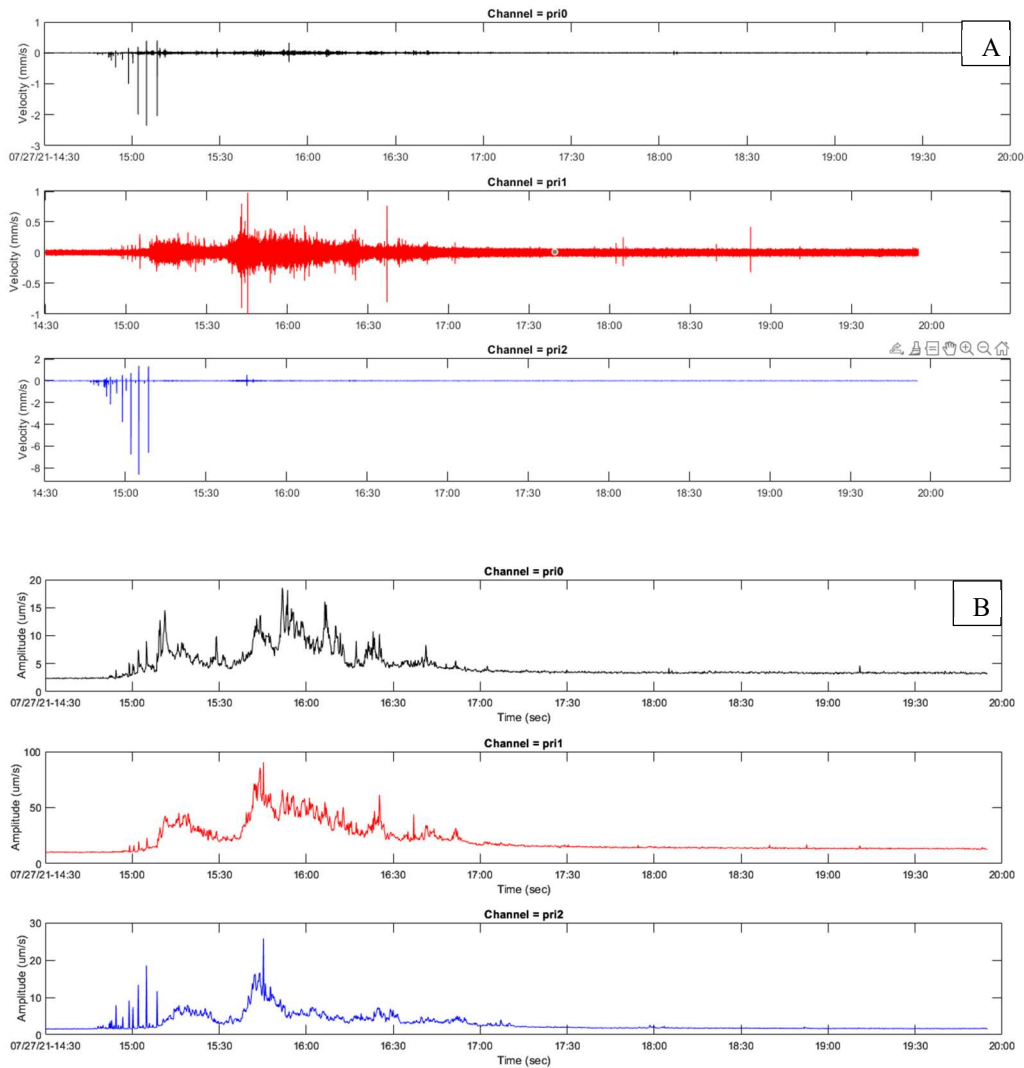 Channel = pri0
A
Velocity (mm/s)
1
0
-1
-2
-3
07/27/21-14:30 15:00 15:30 16:00 16:30 17:00 17:30 18:00 18:30 19:00 19:30 20:00
Channel = pri1
Velocity (mm/s)
1
0.5
0
-0.5
-1
14:30 15:00 15:30 16:00 16:30 17:00 17:30 18:00 18:30 19:00 19:30 20:00
Channel = pri2
Velocity (mm/s)
2
0
-2
-4
-6
-8
14:30 15:00 15:30 16:00 16:30 17:00 17:30 18:00 18:30 19:00 19:30 20:00
Channel = pri0
B
Amplitude (um/s)
20
15
10
5
0
07/27/21-14:30 15:00 15:30 16:00 16:30 17:00 17:30 18:00 18:30 19:00 19:30 20:00
Time (sec)
Channel = pri1
Amplitude (um/s)
100
50
0
07/27/21-14:30 15:00 15:30 16:00 16:30 17:00 17:30 18:00 18:30 19:00 19:30 20:00
Time (sec)
Channel = pri2
Amplitude (um/s)
30
20
10
0
07/27/21-14:30 15:00 15:30 16:00 16:30 17:00 17:30 18:00 18:30 19:00 19:30 20:00
Time (sec)